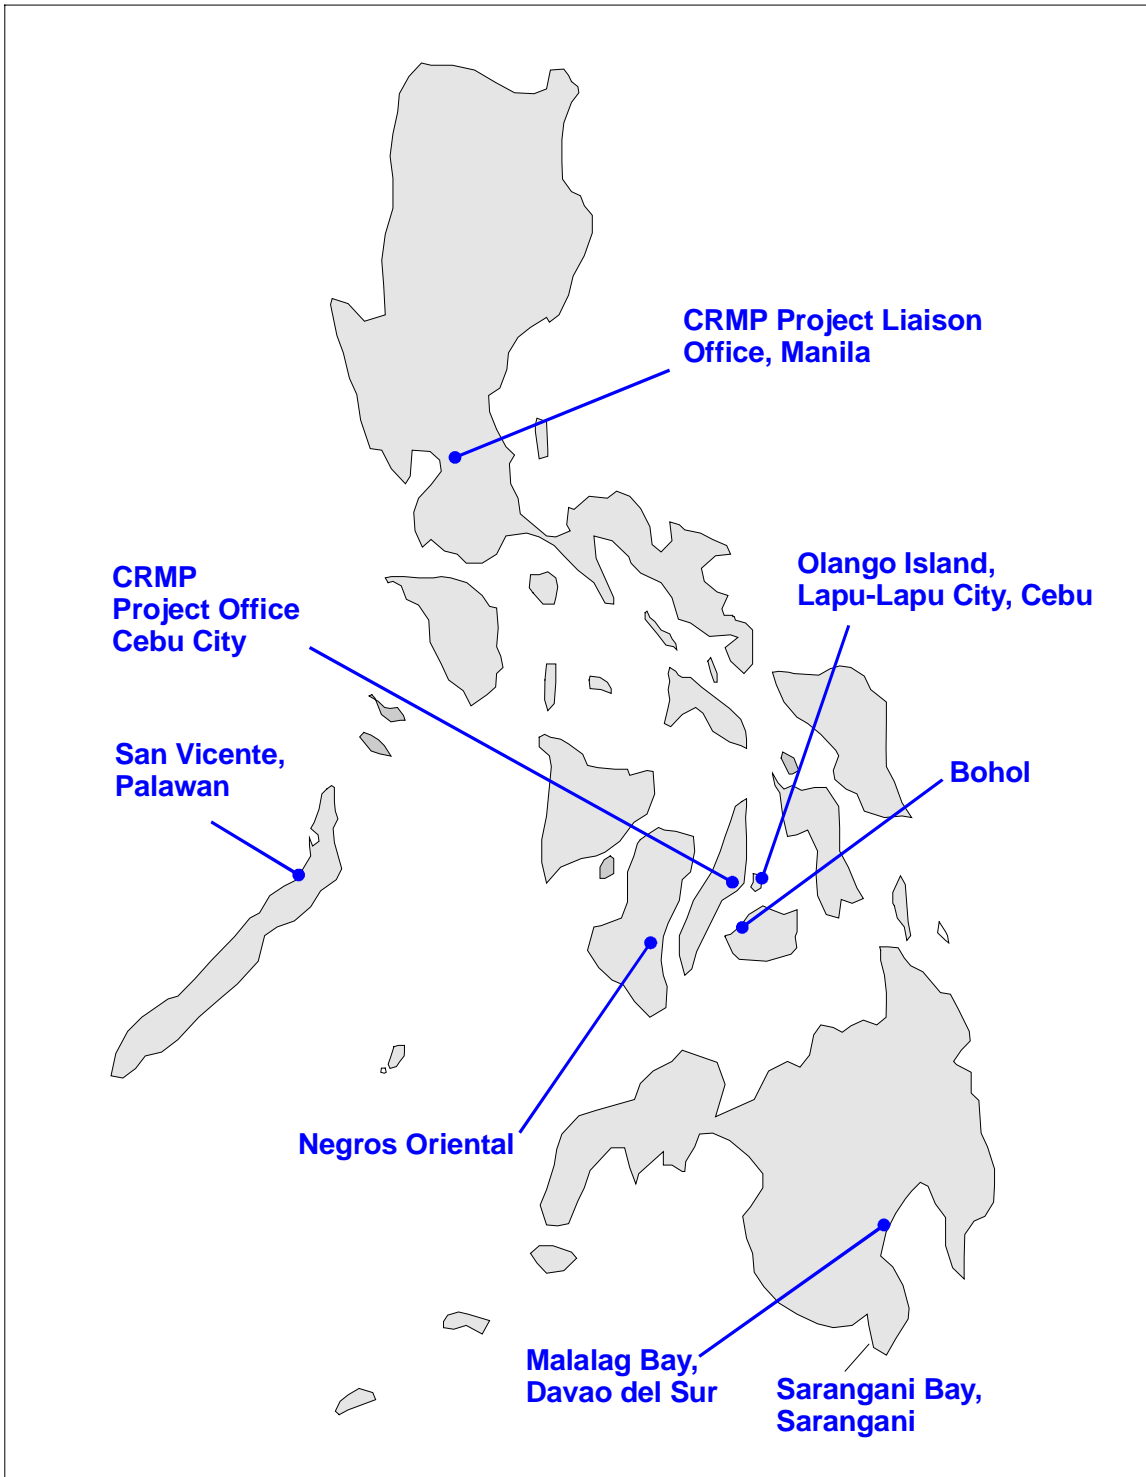 CRMP Project Liaison
Office, Manila
CRMP
Project Office
Cebu City
Olango Island,
Lapu-Lapu City, Cebu
San Vicente,
Palawan
Bohol
Negros Oriental
Malalag Bay,
Davao del Sur
Sarangani Bay,
Sarangani